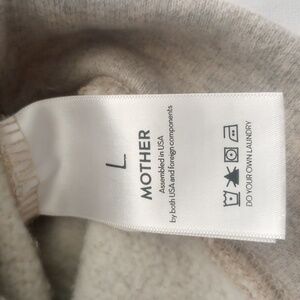 L
MOTHER
Assembled in USA
by both USA and foreign components
DO YOUR OWN LAUNDRY